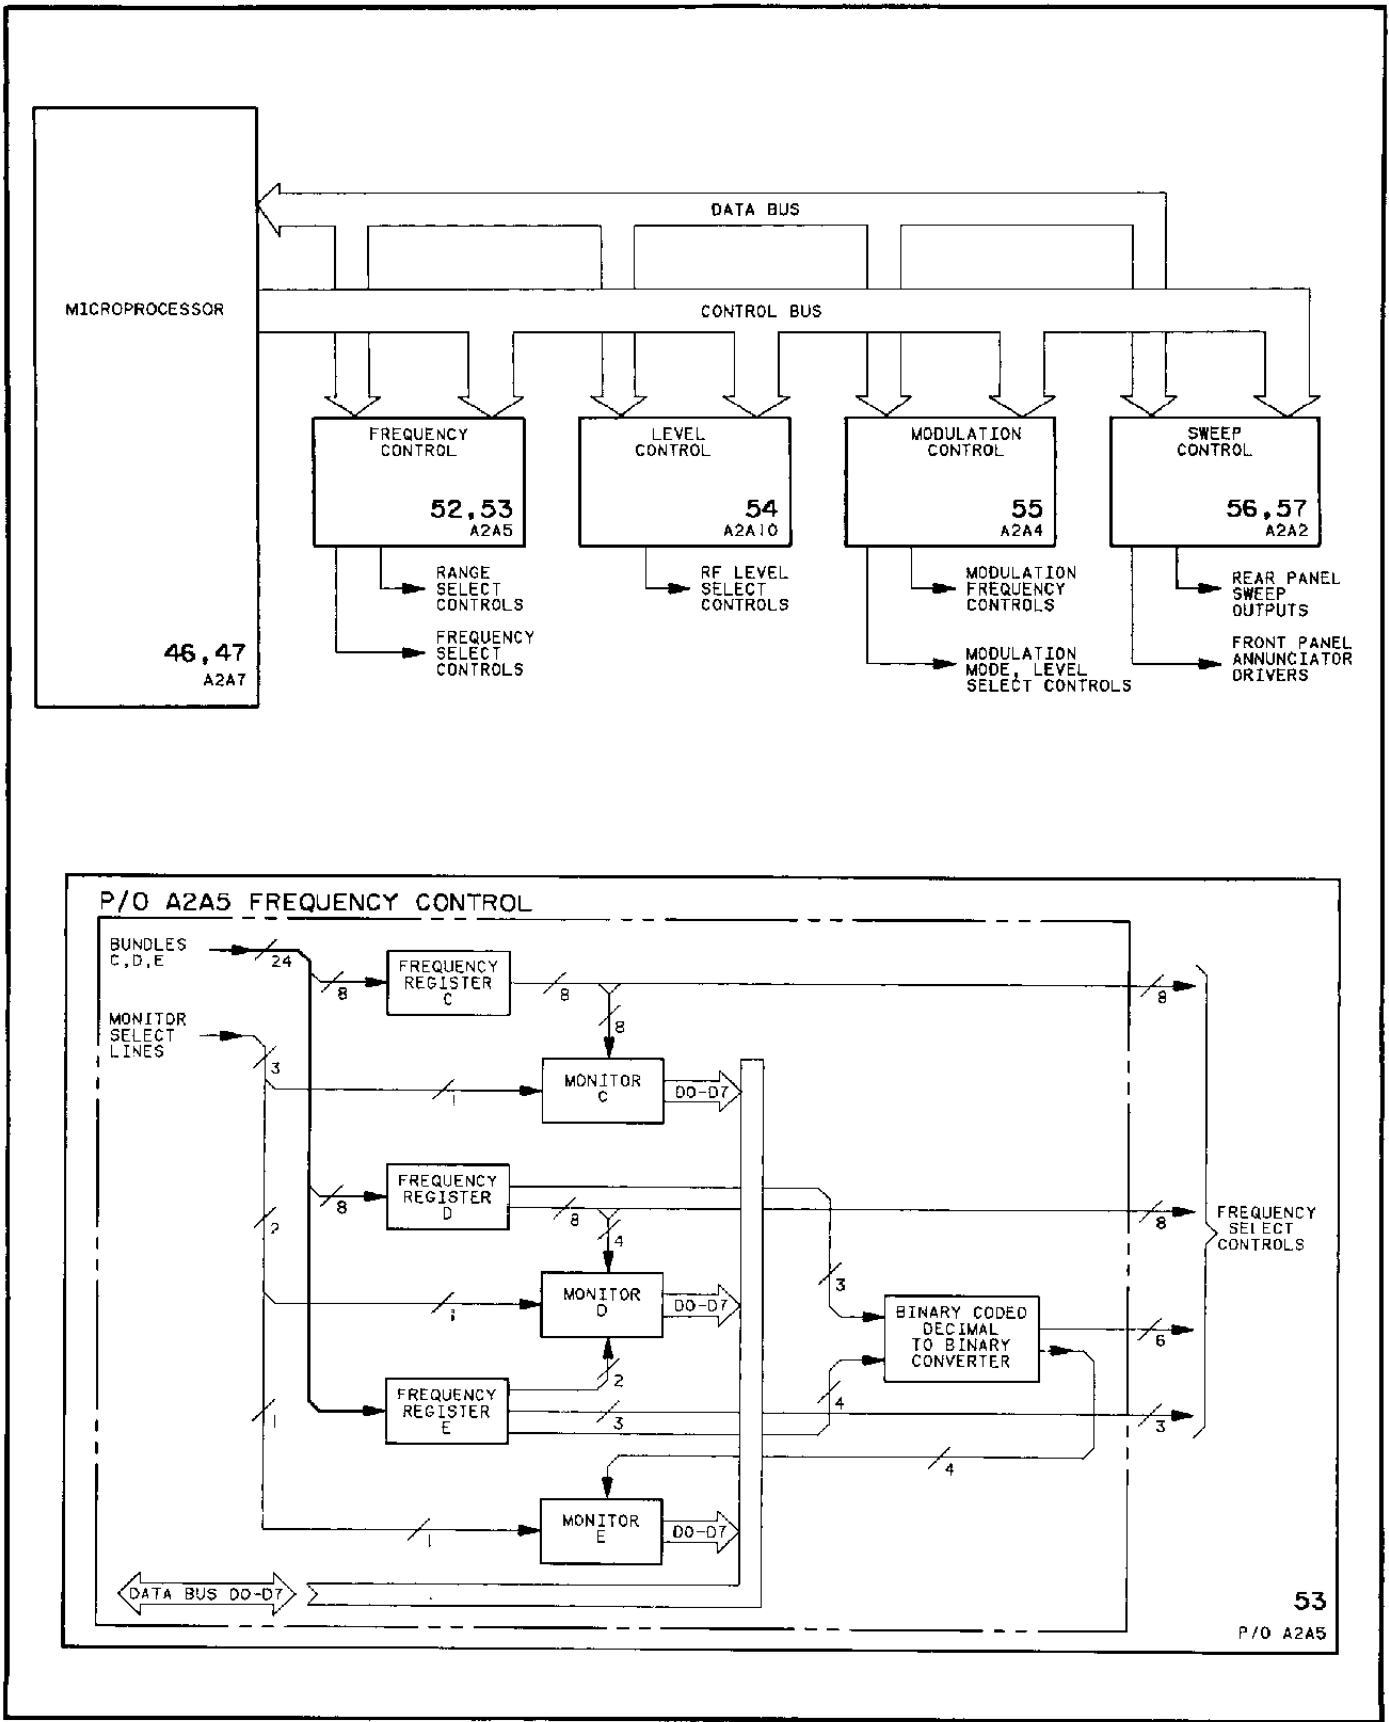 DATA BUS
MICROPROCESSOR
CONTROL BUS
FREQUENCY
CONTROL
52,53
A2A5
LEVEL
CONTROL
54
A2A10
MODULATION
CONTROL
55
A2A4
SWEEP
CONTROL
56,57
A2A2
RANGE
SELECT
CONTROLS
FREQUENCY
SELECT
CONTROLS
RF LEVEL
SELECT
CONTROLS
MODULATION
FREQUENCY
CONTROLS
MODULATION
MODE, LEVEL
SELECT CONTROLS
REAR PANEL
SWEEP
OUTPUTS
FRONT PANEL
ANNUNCIATOR
DRIVERS
46,47
A2A7
P/O A2A5 FREQUENCY CONTROL
BUNDLES
C,D,E
24
8
FREQUENCY
REGISTER
C
8
8
8
MONITOR
SELECT
LINES
3
1
MONITOR
C
D0-D7
8
FREQUENCY
REGISTER
D
8
4
8
2
1
MONITOR
D
D0-D7
3
BINARY CODED
DECIMAL
TO BINARY
CONVERTER
6
FREQUENCY
SELECT
CONTROLS
2
FREQUENCY
REGISTER
E
3
4
3
1
4
1
MONITOR
E
D0-D7
DATA BUS D0-D7
53
P/O A2A5